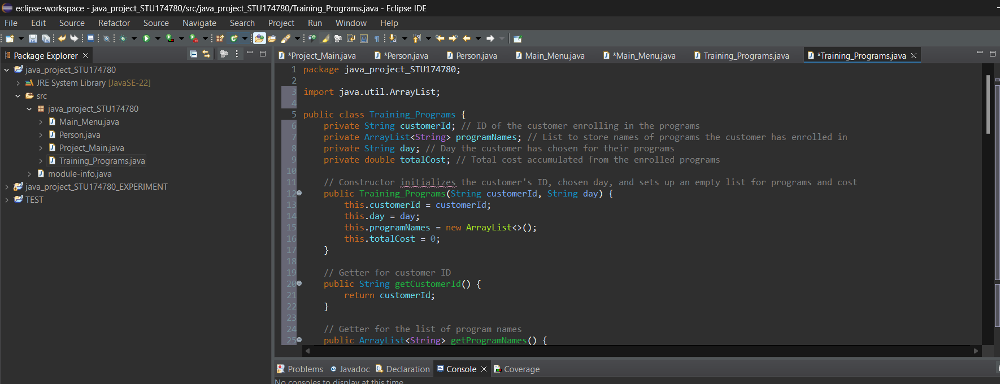 eclipse-workspace - java_project_STU174780/src/java_project_STU174780/Training_Programs.java - Eclipse IDE
File Edit Source Refactor Source Navigate Search Project Run Window Help
Package Explorer
java_project_STU174780
JRE System Library [JavaSE-22]
src
java_project_STU174780
Main_Menu.java
Person.java
Project_Main.java
Training_Programs.java
module-info.java
java_project_STU174780_EXPERIMENT
TEST
*Project_Main.java *Person.java Person.java Main_Menu.java *Main_Menu.java Training_Programs.java *Training_Programs.java
1 package java_project_STU174780;
2
3 import java.util.ArrayList;
4
5 public class Training_Programs {
6 private String customerId; // ID of the customer enrolling in the programs
7 private ArrayList<String> programNames; // List to store names of programs the customer has enrolled in
8 private String day; // Day the customer has chosen for their programs
9 private double totalCost; // Total cost accumulated from the enrolled programs
10
11 // Constructor initializes the customer's ID, chosen day, and sets up an empty list for programs and cost
12 public Training_Programs(String customerId, String day) {
13 this.customerId = customerId;
14 this.day = day;
15 this.programNames = new ArrayList<>();
16 this.totalCost = 0;
17 }
18
19 // Getter for customer ID
20 public String getCustomerId() {
21 return customerId;
22 }
23
24 // Getter for the list of program names
25 public ArrayList<String> getProgramNames() {
Problems Javadoc Declaration Console Coverage
No consoles to display at this time.